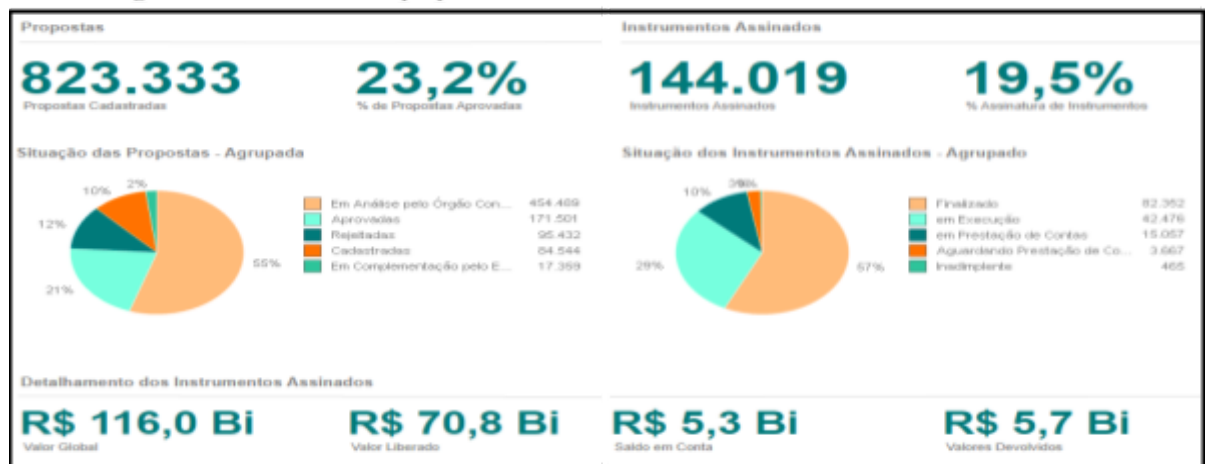 Propostas
823.333
Propostas Cadastradas
23,2%
% de Propostas Aprovadas
Situação das Propostas - Agrupada
2%
10%
12%
21%
55%
Em Análise pelo Órgão Con... 454.489
Aprovadas 171.501
Rejeitadas 95.432
Cadastradas 84.544
Em Complementação pelo E... 17.359
Instrumentos Assinados
144.019
Instrumentos Assinados
19,5%
% Assinatura de Instrumentos
Situação dos Instrumentos Assinados - Agrupado
10%
29%
57%
Finalizado 82.352
em Execução 42.476
em Prestação de Contas 15.057
Aguardando Prestação de Co... 3.667
Inadimplente 465
Detalhamento dos Instrumentos Assinados
R$ 116,0 Bi
Valor Global
R$ 70,8 Bi
Valor Liberado
R$ 5,3 Bi
Saldo em Conta
R$ 5,7 Bi
Valores Devolvidos